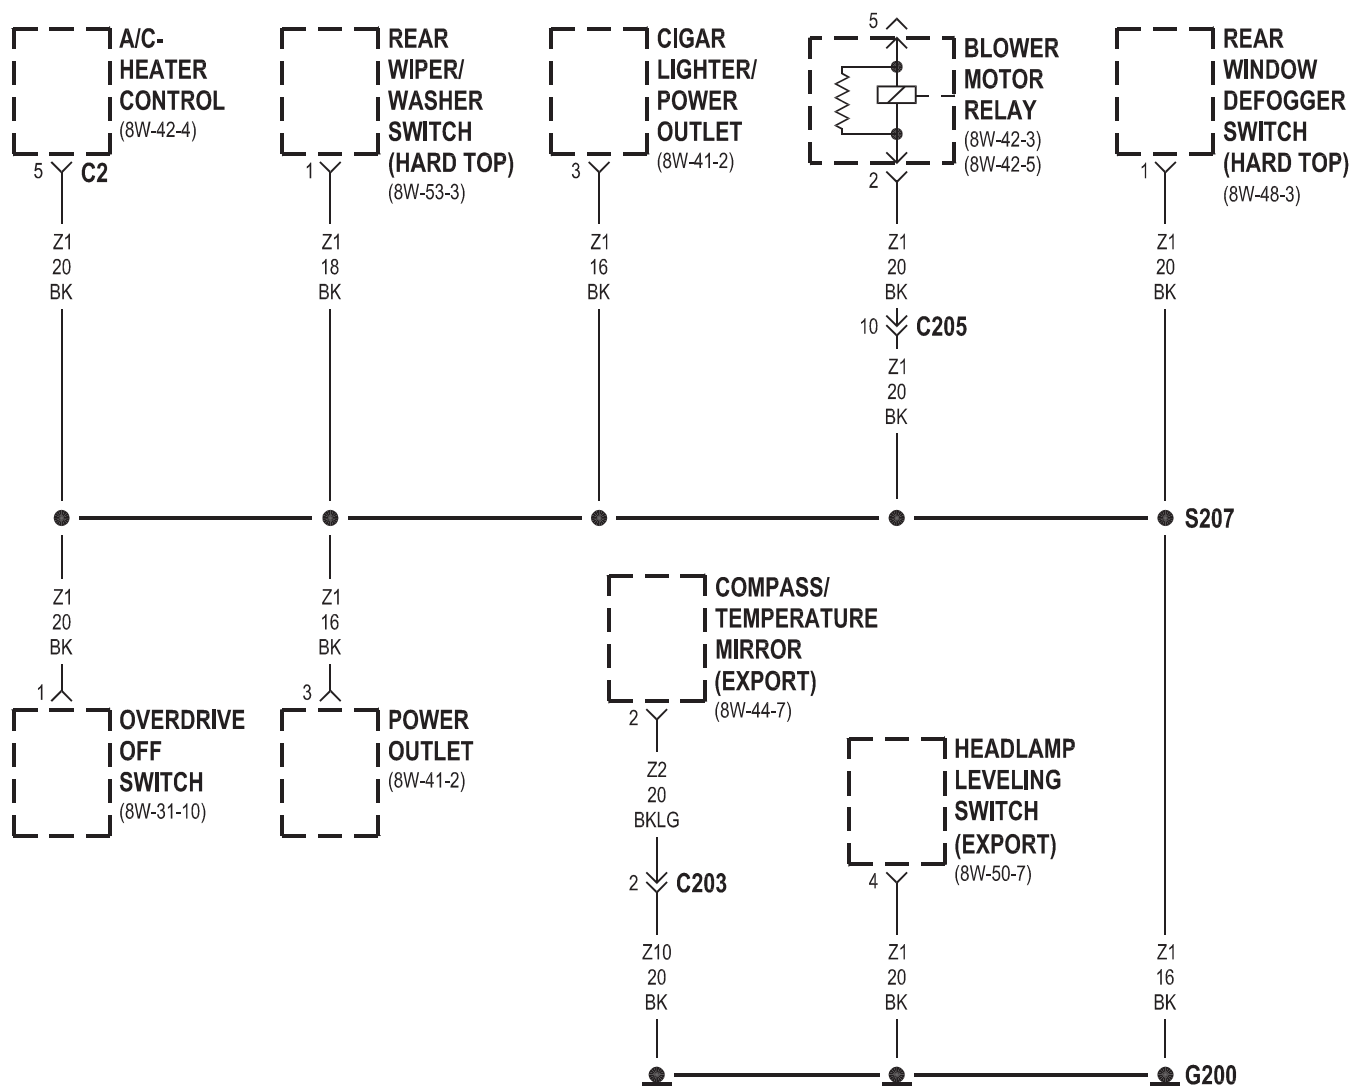 A/C-
HEATER
CONTROL
(8W-42-4)
5
C2
Z1
20
BK
REAR
WIPER/
WASHER
SWITCH
(HARD TOP)
(8W-53-3)
1
Z1
18
BK
CIGAR
LIGHTER/
POWER
OUTLET
(8W-41-2)
3
Z1
16
BK
5
BLOWER
MOTOR
RELAY
(8W-42-3)
(8W-42-5)
2
Z1
20
BK
10
C205
Z1
20
BK
REAR
WINDOW
DEFOGGER
SWITCH
(HARD TOP)
(8W-48-3)
1
Z1
20
BK
S207
Z1
20
BK
1
OVERDRIVE
OFF
SWITCH
(8W-31-10)
Z1
16
BK
3
POWER
OUTLET
(8W-41-2)
COMPASS/
TEMPERATURE
MIRROR
(EXPORT)
(8W-44-7)
2
Z2
20
BKLG
2
C203
Z10
20
BK
HEADLAMP
LEVELING
SWITCH
(EXPORT)
(8W-50-7)
4
Z1
20
BK
Z1
16
BK
G200